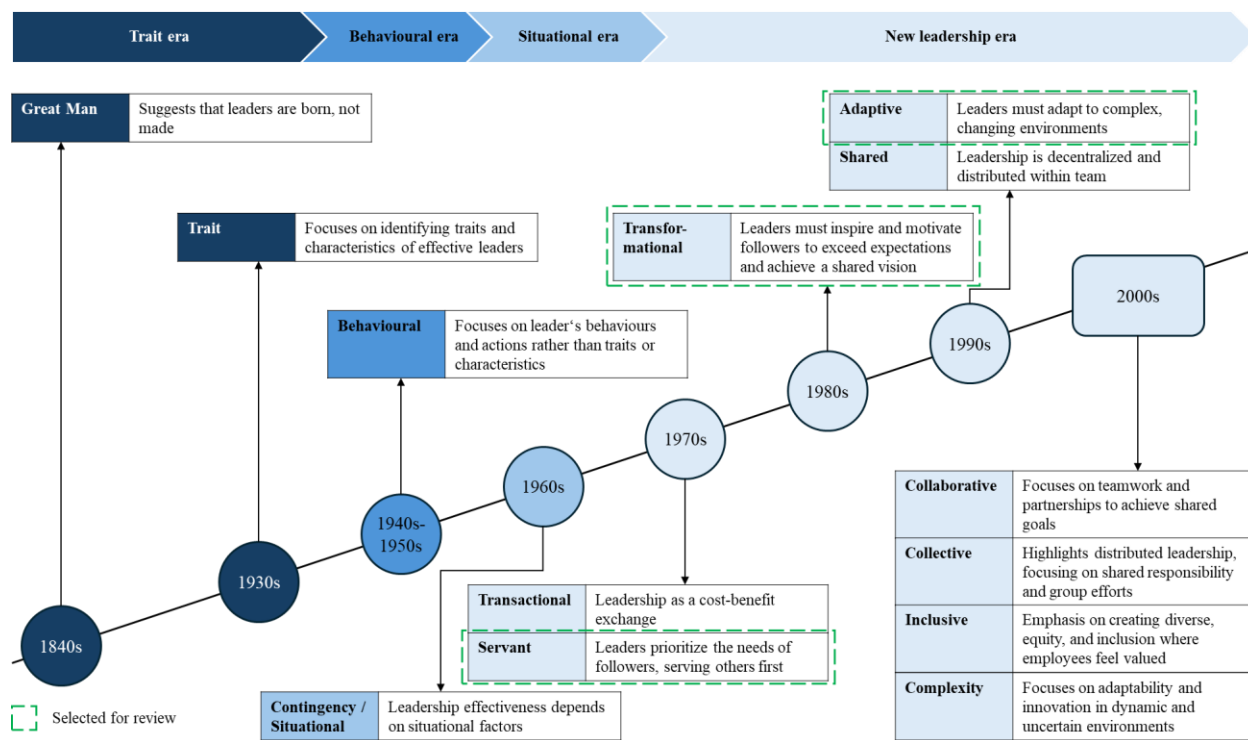 Trait era
Behavioural era
Situational era
New leadership era
Great Man
Suggests that leaders are born, not
made
Adaptive
Leaders must adapt to complex,
changing environments
Shared
Leadership is decentralized and
distributed within team
Trait
Focuses on identifying traits and
characteristics of effective leaders
Transfor-
mational
Leaders must inspire and motivate
followers to exceed expectations
and achieve a shared vision
2000s
Behavioural
Focuses on leader‘s behaviours
and actions rather than traits or
characteristics
1990s
1980s
1970s
1960s
1940s-
1950s
1930s
1840s
Collaborative
Focuses on teamwork and
partnerships to achieve shared
goals
Collective
Highlights distributed leadership,
focusing on shared responsibility
and group efforts
Inclusive
Emphasis on creating diverse,
equity, and inclusion where
employees feel valued
Complexity
Focuses on adaptability and
innovation in dynamic and
uncertain environments
Transactional
Leadership as a cost-benefit
exchange
Servant
Leaders prioritize the needs of
followers, serving others first
Contingency /
Situational
Leadership effectiveness depends
on situational factors
Selected for review